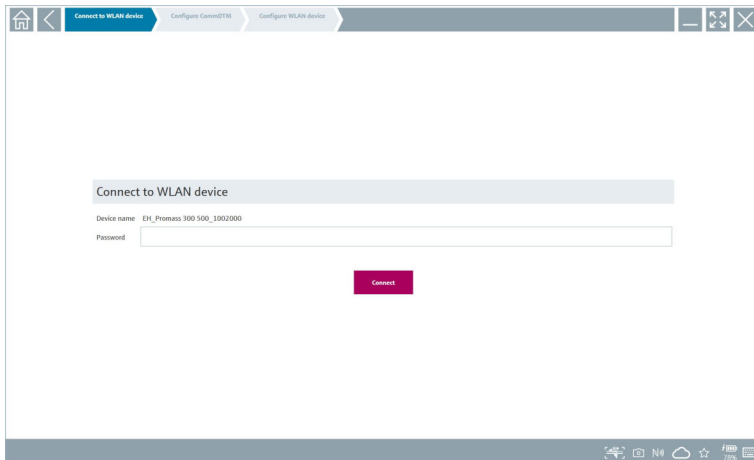 Connect to WLAN device
Configure CommDTM
Configure WLAN device
Connect to WLAN device
Device name EH_Promass 300 500_1002000
Password
Connect
78%